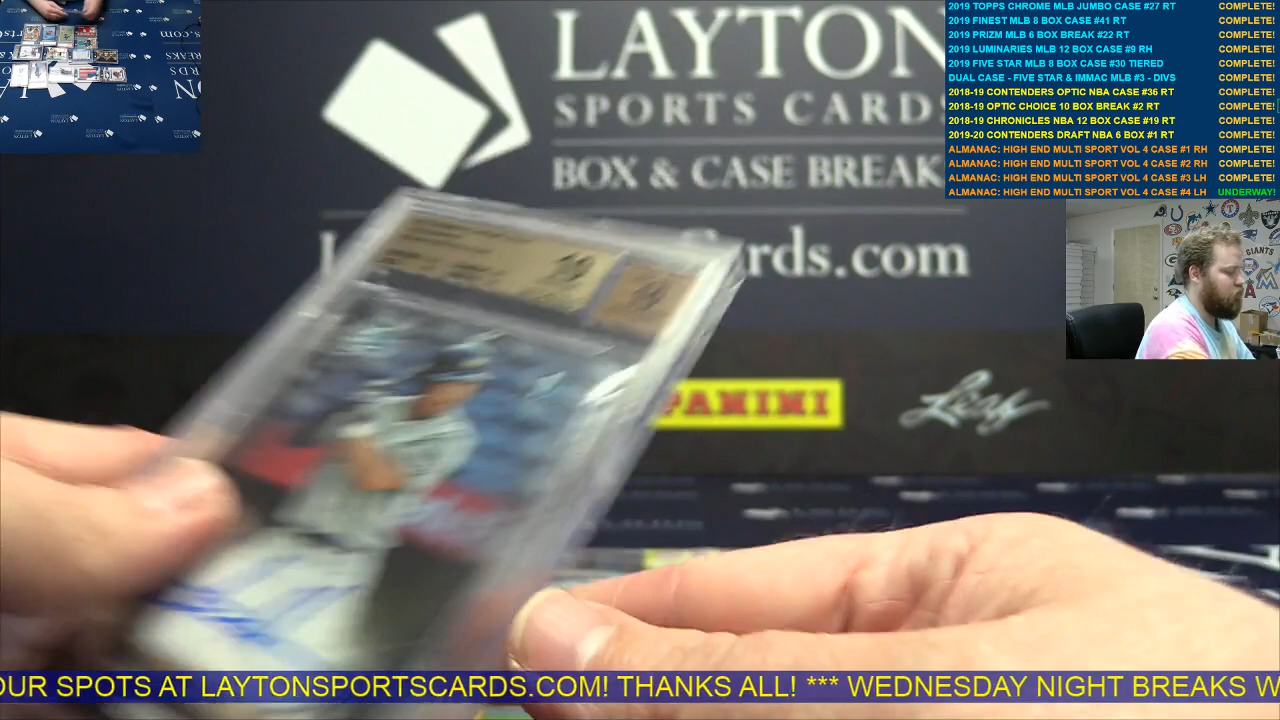 2019 TOPPS CHROME MLB JUMBO CASE #27 RT COMPLETE!
2019 FINEST MLB 8 BOX CASE #41 RT COMPLETE!
2019 PRIZM MLB 6 BOX BREAK #22 RT COMPLETE!
2019 LUMINARIES MLB 12 BOX CASE #9 RH COMPLETE!
2019 FIVE STAR MLB 8 BOX CASE #30 TIERED COMPLETE!
DUAL CASE - FIVE STAR & IMMAC MLB #3 - DIVS COMPLETE!
2018-19 CONTENDERS OPTIC NBA CASE #36 RT COMPLETE!
2018-19 OPTIC CHOICE 10 BOX BREAK #2 RT COMPLETE!
2018-19 CHRONICLES NBA 12 BOX CASE #19 RT COMPLETE!
2019-20 CONTENDERS DRAFT NBA 6 BOX #1 RT COMPLETE!
ALMANAC: HIGH END MULTI SPORT VOL 4 CASE #1 RH COMPLETE!
ALMANAC: HIGH END MULTI SPORT VOL 4 CASE #2 RH COMPLETE!
ALMANAC: HIGH END MULTI SPORT VOL 4 CASE #3 LH COMPLETE!
ALMANAC: HIGH END MULTI SPORT VOL 4 CASE #4 LH UNDERWAY!
LAYTON
SPORTS CARDS
BOX & CASE BREAK
L rds.com
GIANTS
PANINI
Leaf
OUR SPOTS AT LAYTONSPORTSCARDS.COM! THANKS ALL! *** WEDNESDAY NIGHT BREAKS W